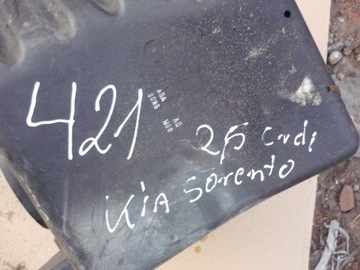 421
2,5 crdi
Kia Sorento